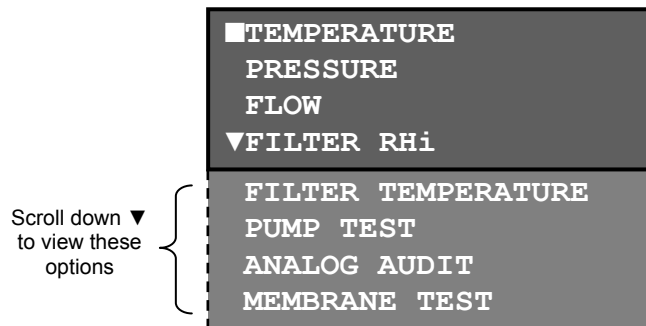 ■TEMPERATURE
PRESSURE
FLOW
▼FILTER RHi
FILTER TEMPERATURE
PUMP TEST
ANALOG AUDIT
MEMBRANE TEST
Scroll down ▼
to view these
options